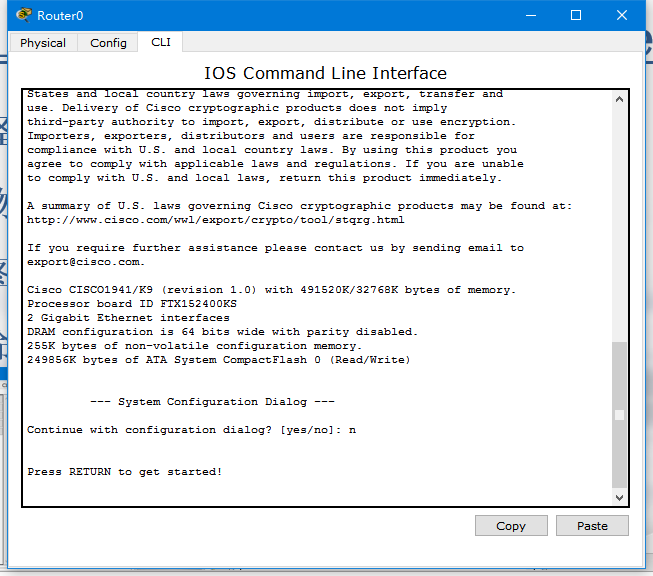 Router0
Physical Config CLI
IOS Command Line Interface
States and local country laws governing import, export, transfer and
use. Delivery of Cisco cryptographic products does not imply
third-party authority to import, export, distribute or use encryption.
Importers, exporters, distributors and users are responsible for
compliance with U.S. and local country laws. By using this product you
agree to comply with applicable laws and regulations. If you are unable
to comply with U.S. and local laws, return this product immediately.
A summary of U.S. laws governing Cisco cryptographic products may be found at:
http://www.cisco.com/wwl/export/crypto/tool/stqrg.html
If you require further assistance please contact us by sending email to
export@cisco.com.
Cisco CISCO1941/K9 (revision 1.0) with 491520K/32768K bytes of memory.
Processor board ID FTX152400KS
2 Gigabit Ethernet interfaces
DRAM configuration is 64 bits wide with parity disabled.
255K bytes of non-volatile configuration memory.
249856K bytes of ATA System CompactFlash 0 (Read/Write)
--- System Configuration Dialog ---
Continue with configuration dialog? [yes/no]: n
Press RETURN to get started!
Copy Paste